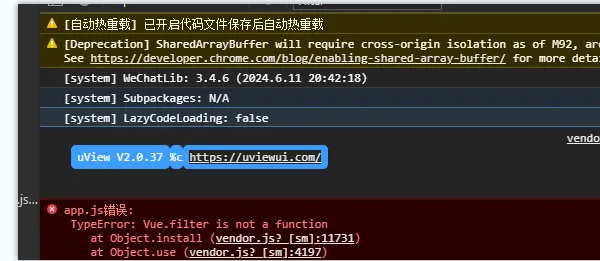 [自动热重载] 已开启代码文件保存后自动热重载
[Deprecation] SharedArrayBuffer will require cross-origin isolation as of M92,
See https://developer.chrome.com/blog/enabling-shared-array-buffer/ for more
[system] WeChatLib: 3.4.6 (2024.6.11 20:42:18)
[system] Subpackages: N/A
[system] LazyCodeLoading: false
vendo
uView V2.0.37 %c https://uviewui.com/
.js...
app.js错误:
TypeError: Vue.filter is not a function
at Object.install (vendor.js? [sm]:11731)
at Object.use (vendor.js? [sm]:4197)